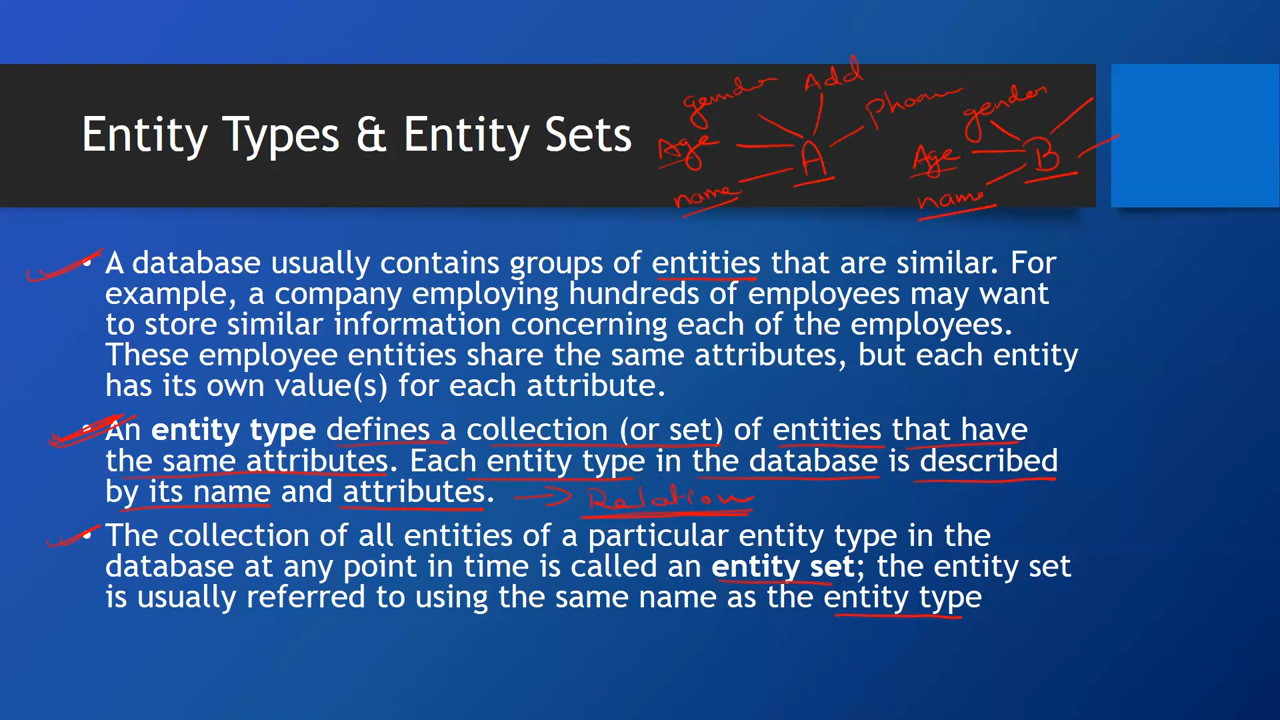 Entity Types & Entity Sets
gender Add Phoone
Age A
name
gender
Age B
name
• A database usually contains groups of entities that are similar. For
example, a company employing hundreds of employees may want
to store similar information concerning each of the employees.
These employee entities share the same attributes, but each entity
has its own value(s) for each attribute.
• An entity type defines a collection (or set) of entities that have
the same attributes. Each entity type in the database is described
by its name and attributes. → Relation
• The collection of all entities of a particular entity type in the
database at any point in time is called an entity set; the entity set
is usually referred to using the same name as the entity type